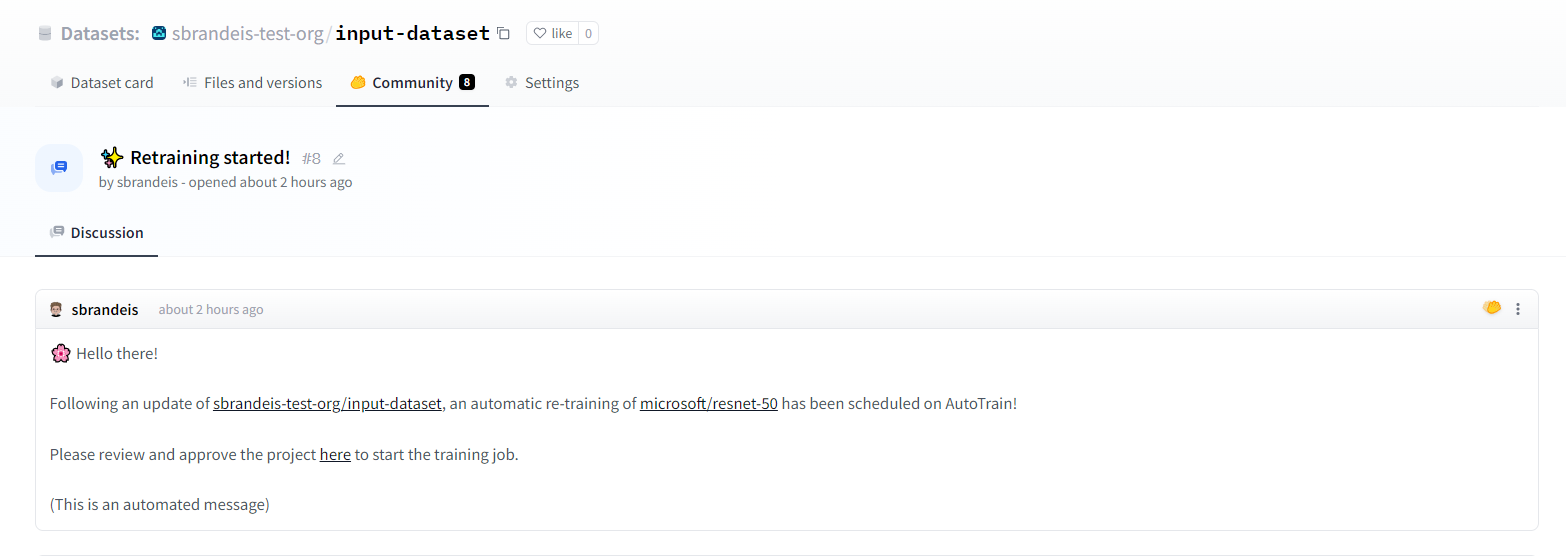 Datasets: sbrandeis-test-org/input-dataset like 0
Dataset card Files and versions Community 8 Settings
✨ Retraining started! #8
by sbrandeis - opened about 2 hours ago
Discussion
sbrandeis about 2 hours ago
🌸 Hello there!
Following an update of sbrandeis-test-org/input-dataset, an automatic re-training of microsoft/resnet-50 has been scheduled on AutoTrain!
Please review and approve the project here to start the training job.
(This is an automated message)